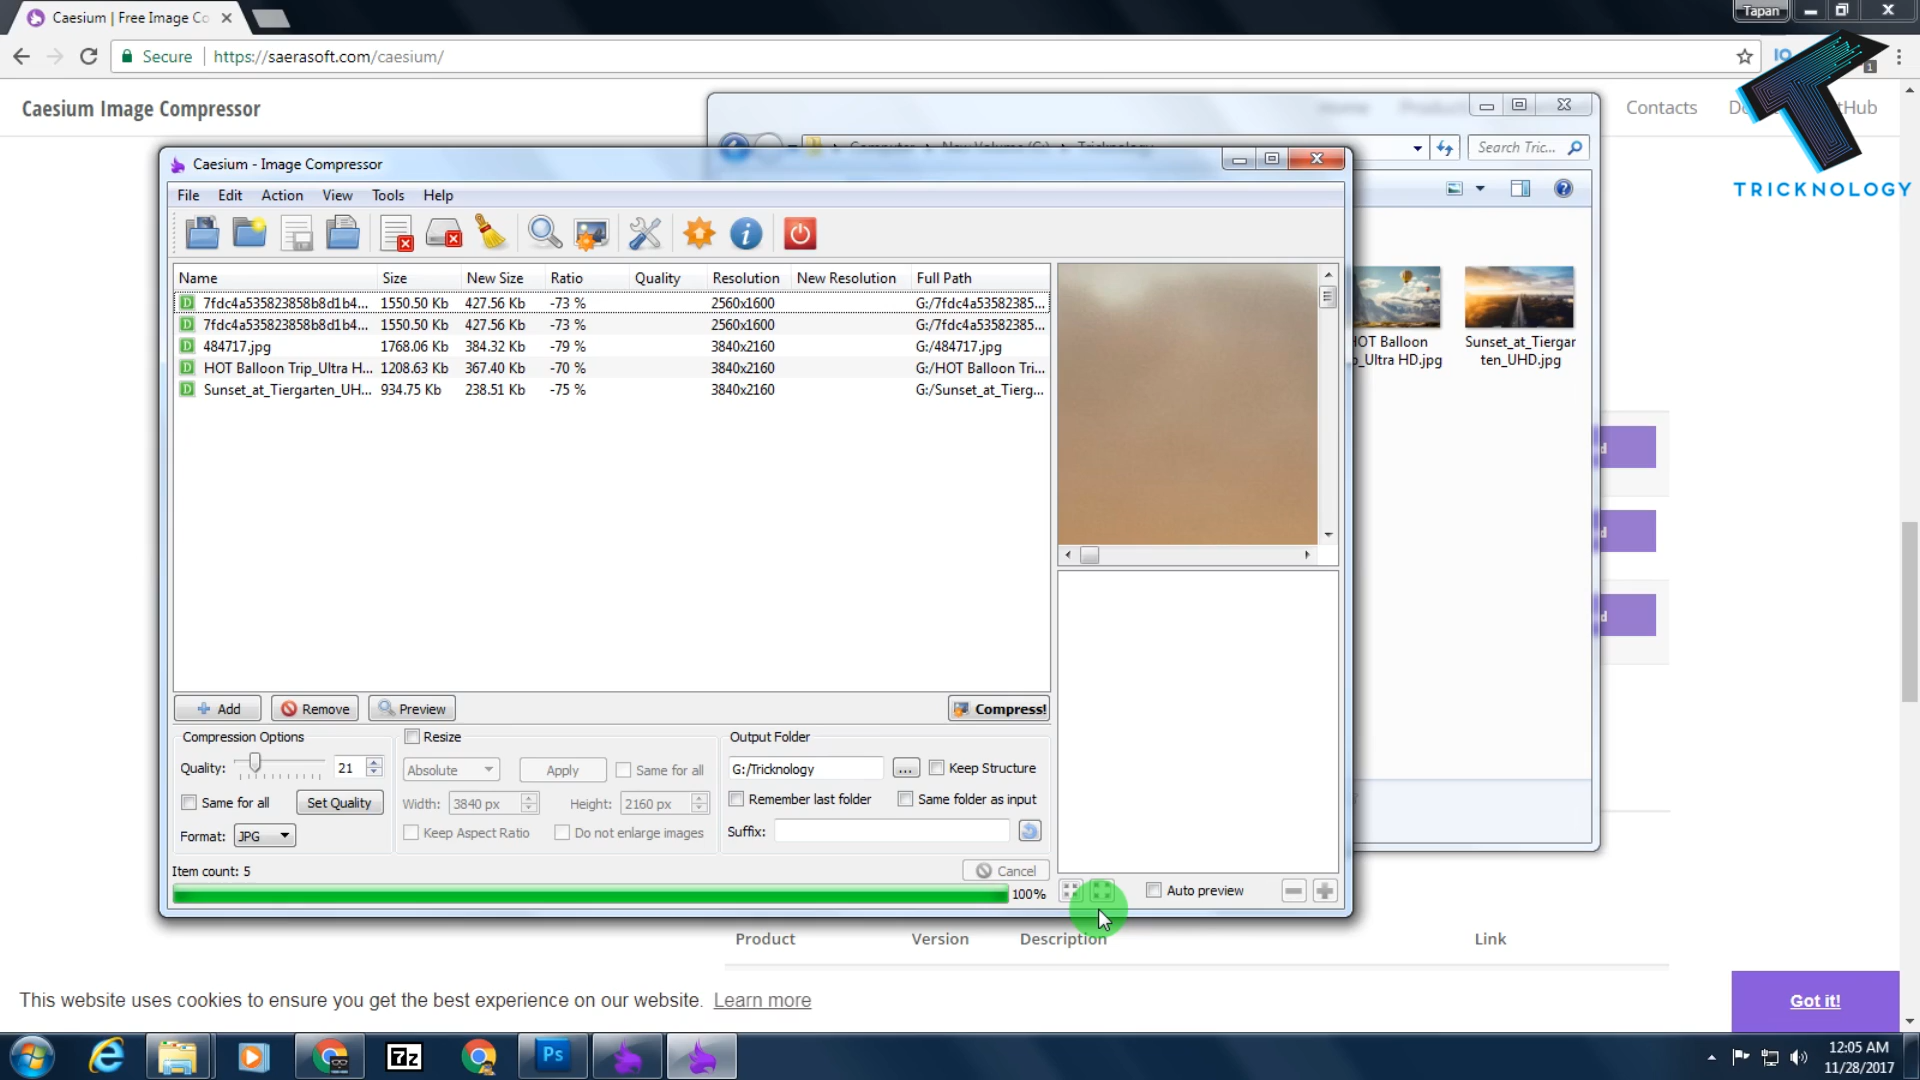 Caesium | Free Image Co
Tapan
Secure https://saerasoft.com/caesium/
1
Caesium Image Compressor
Contacts
TRICKNOLOGY
Search Tric...
Caesium - Image Compressor
File Edit Action View Tools Help
Name Size New Size Ratio Quality Resolution New Resolution Full Path
7fdc4a535823858b8d1b4... 1550.50 Kb 427.56 Kb -73 % 2560x1600 G:/7fdc4a53582385...
7fdc4a535823858b8d1b4... 1550.50 Kb 427.56 Kb -73 % 2560x1600 G:/7fdc4a53582385...
484717.jpg 1768.06 Kb 384.32 Kb -79 % 3840x2160 G:/484717.jpg
HOT Balloon Trip_Ultra H... 1208.63 Kb 367.40 Kb -70 % 3840x2160 G:/HOT Balloon Tri...
Sunset_at_Tiergarten_UH... 934.75 Kb 238.51 Kb -75 % 3840x2160 G:/Sunset_at_Tierg...
HOT Balloon
_Ultra HD.jpg
Sunset_at_Tiergar
ten_UHD.jpg
Add Remove Preview Compress!
Compression Options
Quality: 21
Same for all Set Quality
Format: JPG
Resize
Absolute Apply Same for all
Width: 3840 px Height: 2160 px
Keep Aspect Ratio Do not enlarge images
Output Folder
G:/Tricknology ... Keep Structure
Remember last folder Same folder as input
Suffix:
Item count: 5
Cancel
100%
Auto preview
Product Version Description Link
This website uses cookies to ensure you get the best experience on our website. Learn more
Got it!
7z
Ps
12:05 AM
11/28/2017